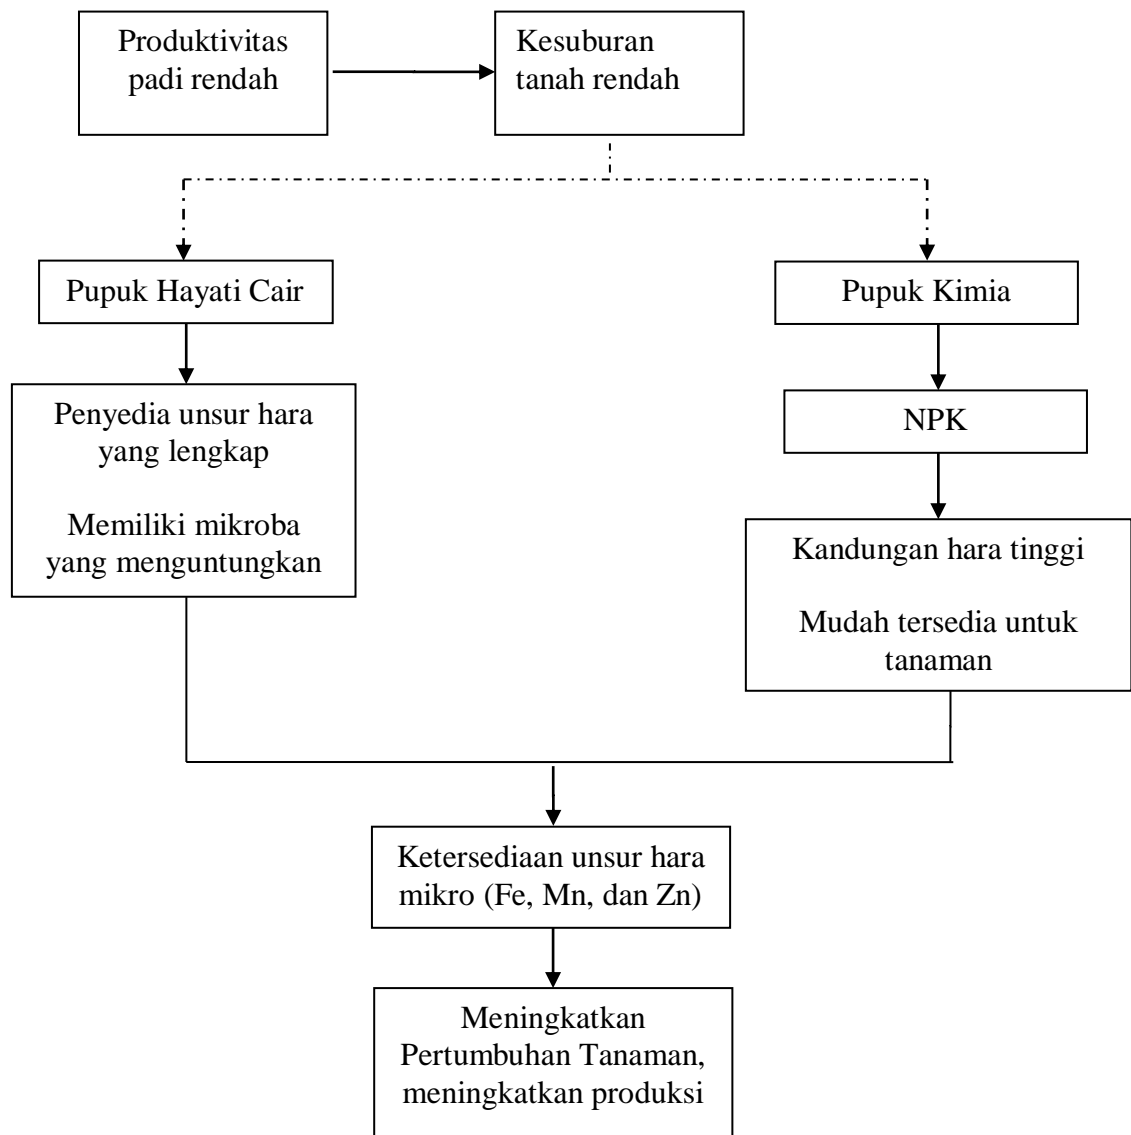 Produktivitas
padi rendah
Kesuburan
tanah rendah
Pupuk Hayati Cair
Pupuk Kimia
Penyedia unsur hara
yang lengkap
Memiliki mikroba
yang menguntungkan
NPK
Kandungan hara tinggi
Mudah tersedia untuk
tanaman
Ketersediaan unsur hara
mikro (Fe, Mn, dan Zn)
Meningkatkan
Pertumbuhan Tanaman,
meningkatkan produksi